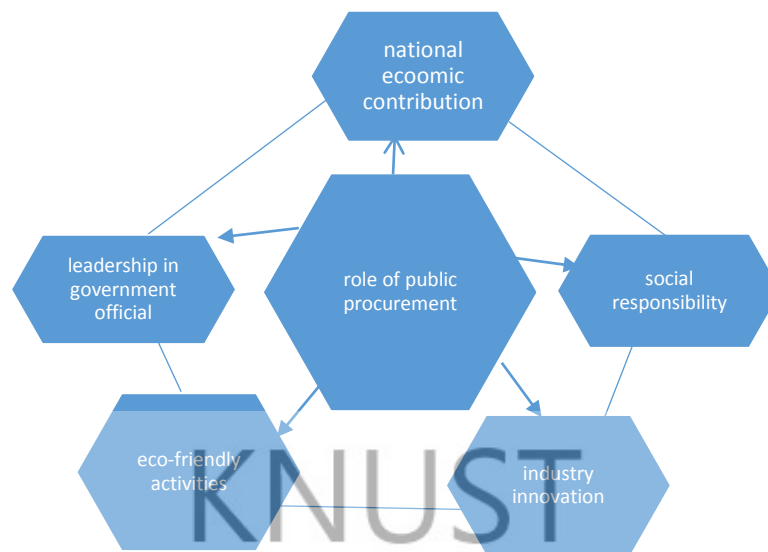 national
ecoomic
contribution
leadership in
government
official
role of public
procurement
social
responsibility
eco-friendly
activities
industry
innovation
KNUST